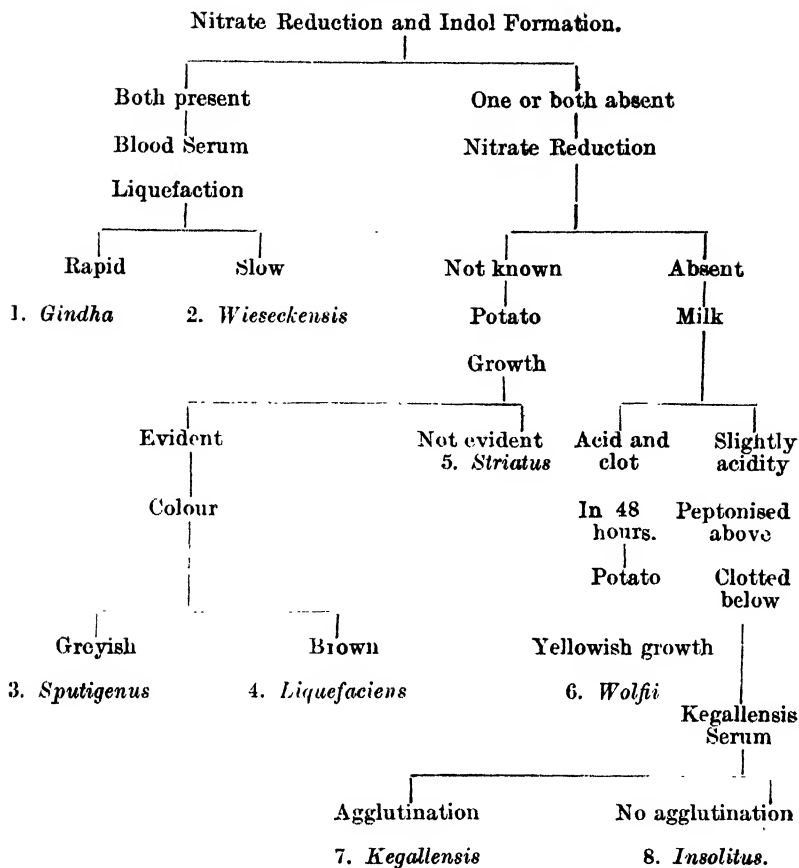 Nitrate Reduction and Indol Formation.
Both present One or both absent
Blood Serum Nitrate Reduction
Liquefaction
Rapid Slow Not known Absent
1. Gindha 2. Wieseckensis Potato Milk
Growth
Evident Not evident Acid and Slightly
5. Striatus clot acidity
Colour In 48 Peptonised
hours. above
Potato Clotted
below
Greyish Brown Yellowish growth
3. Sputigenus 4. Liquefaciens 6. Wolfii
Kegallensis
Serum
Agglutination No agglutination
7. Kegallensis 8. Insolitus.